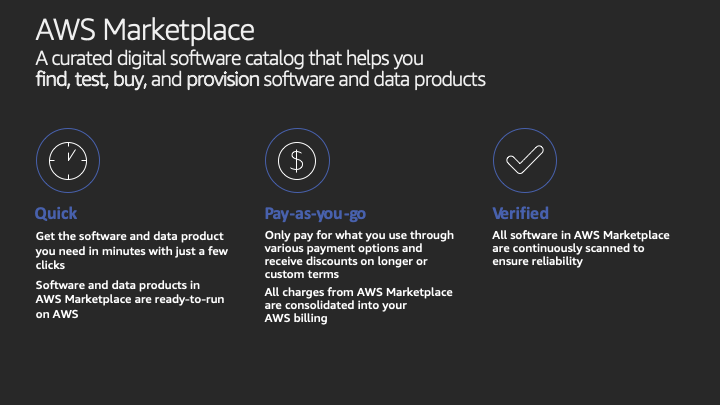 AWS Marketplace
A curated digital software catalog that helps you
find, test, buy, and provision software and data products
$
Quick
Get the software and data product
you need in minutes with just a few
clicks
Software and data products in
AWS Marketplace are ready-to-run
on AWS
Pay-as-you-go
Only pay for what you use through
various payment options and
receive discounts on longer or
custom terms
All charges from AWS Marketplace
are consolidated into your
AWS billing
Verified
All software in AWS Marketplace
are continuously scanned to
ensure reliability